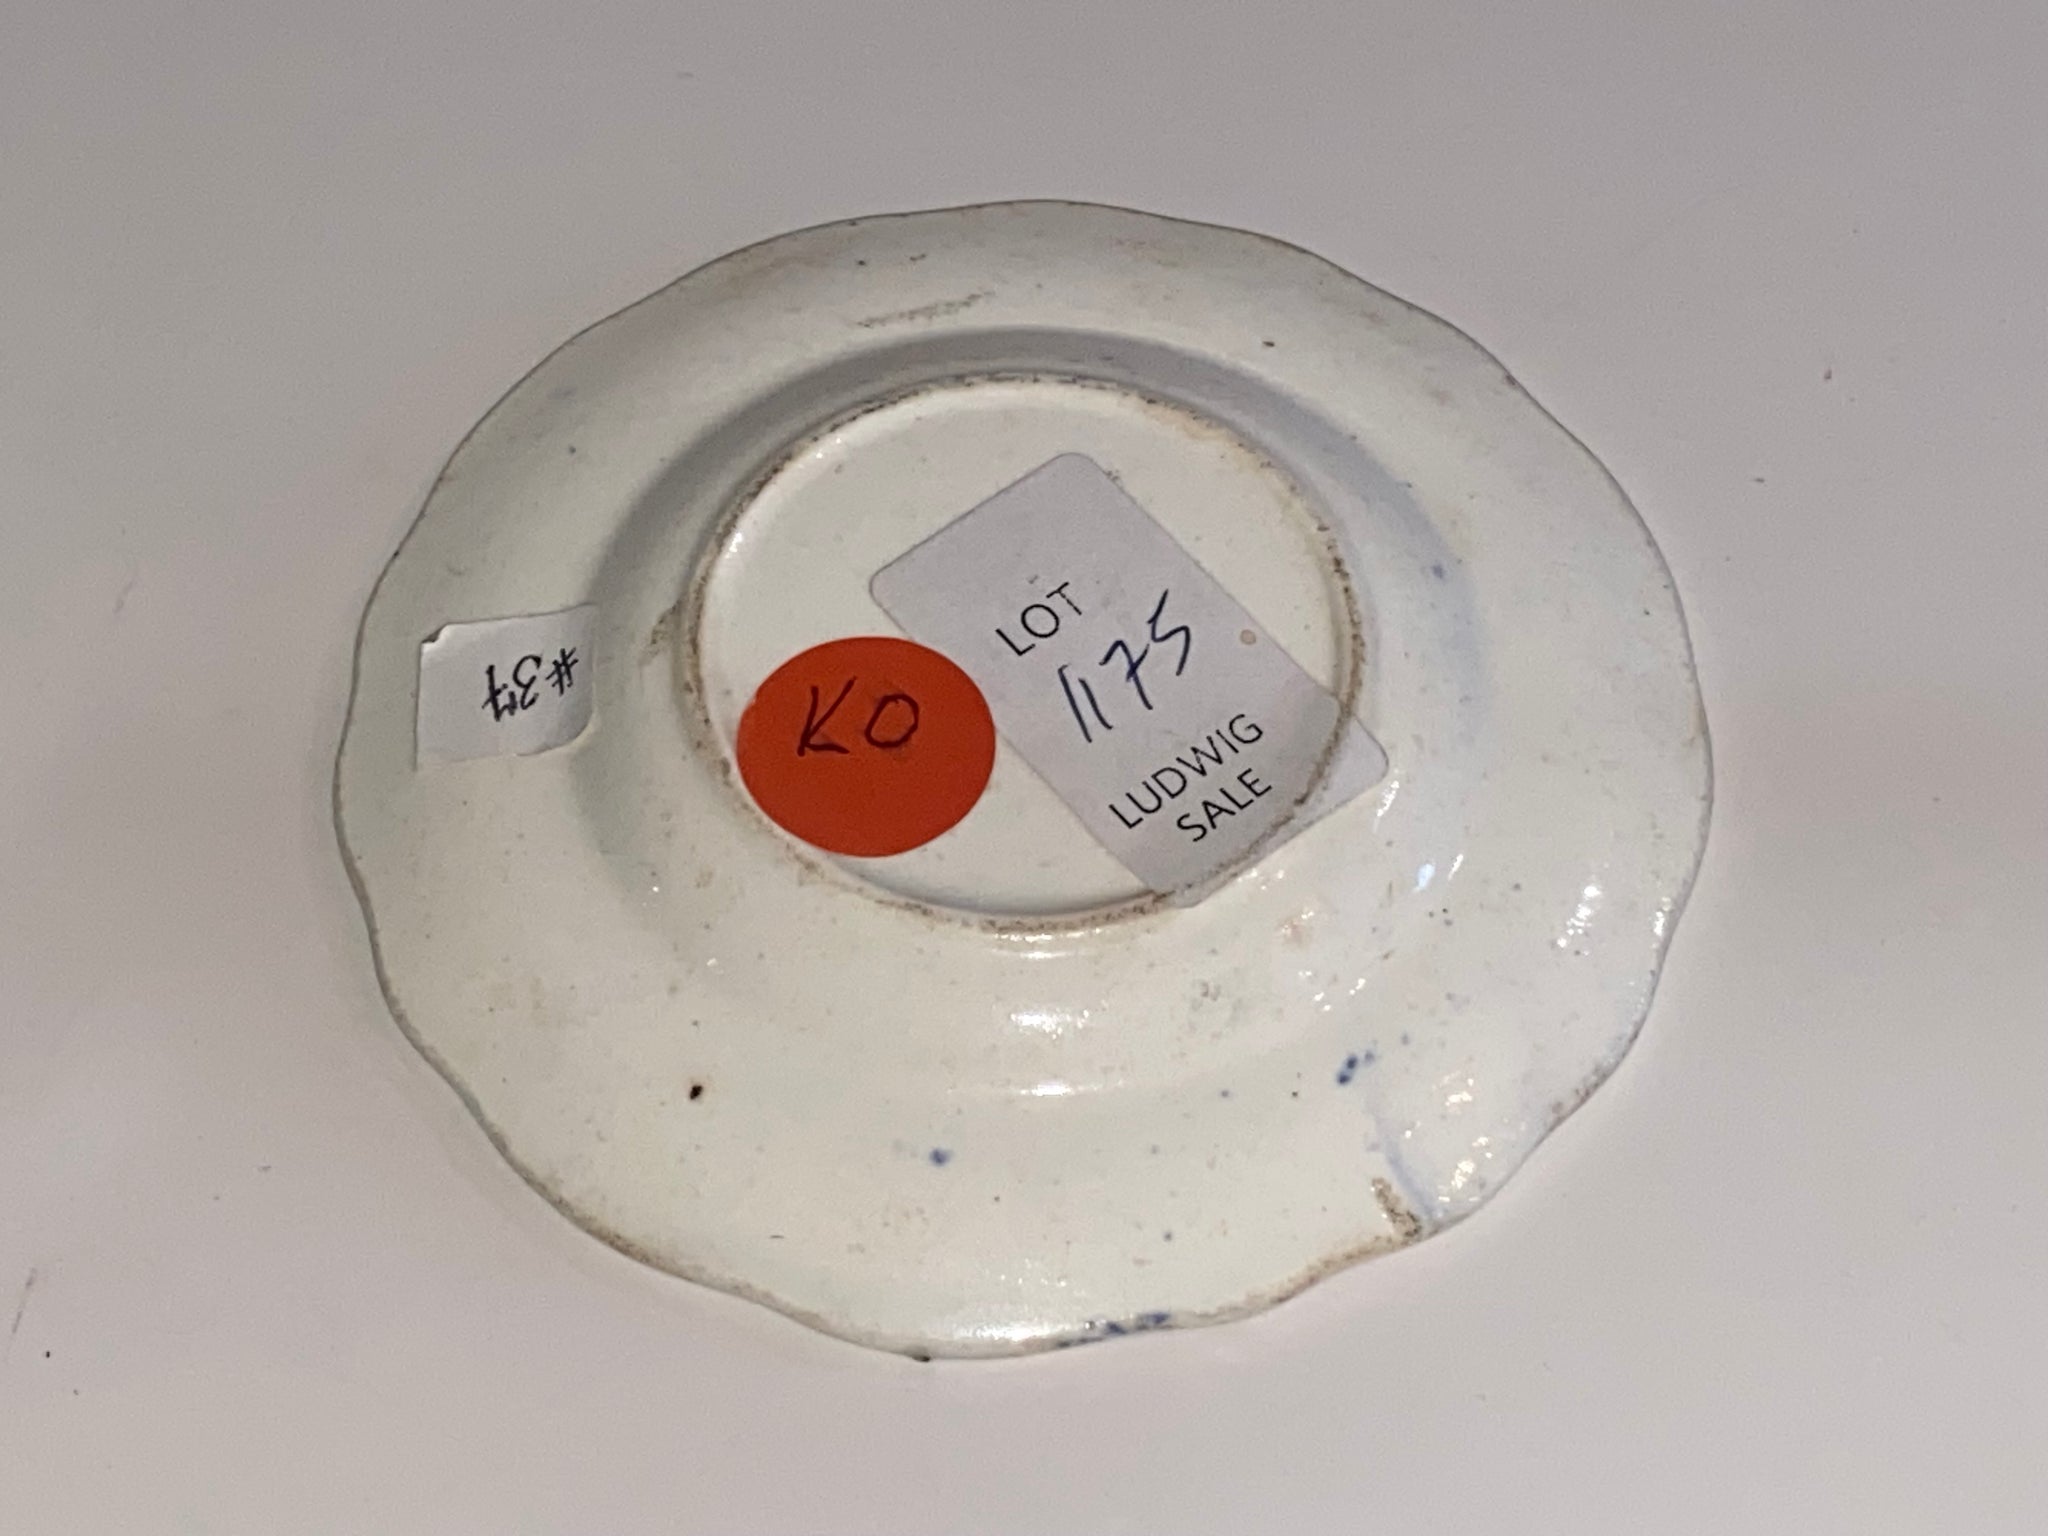 #37
KO
LOT
1175
LUDWIG
SALE